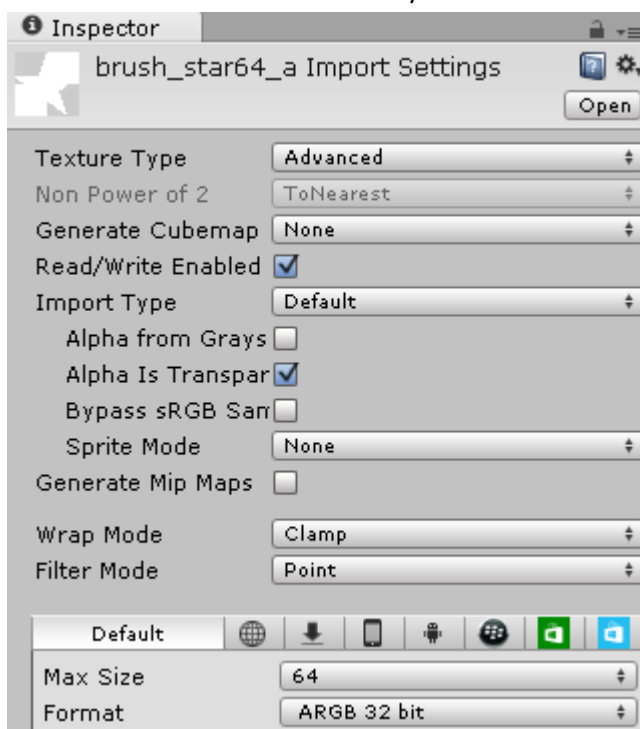 Inspector
brush_star64_a Import Settings
Open
Texture Type Advanced
Non Power of 2 ToNearest
Generate Cubemap None
Read/Write Enabled
Import Type Default
Alpha from Grays
Alpha Is Transpar
Bypass sRGB San
Sprite Mode None
Generate Mip Maps
Wrap Mode Clamp
Filter Mode Point
Default
Max Size 64
Format ARGB 32 bit